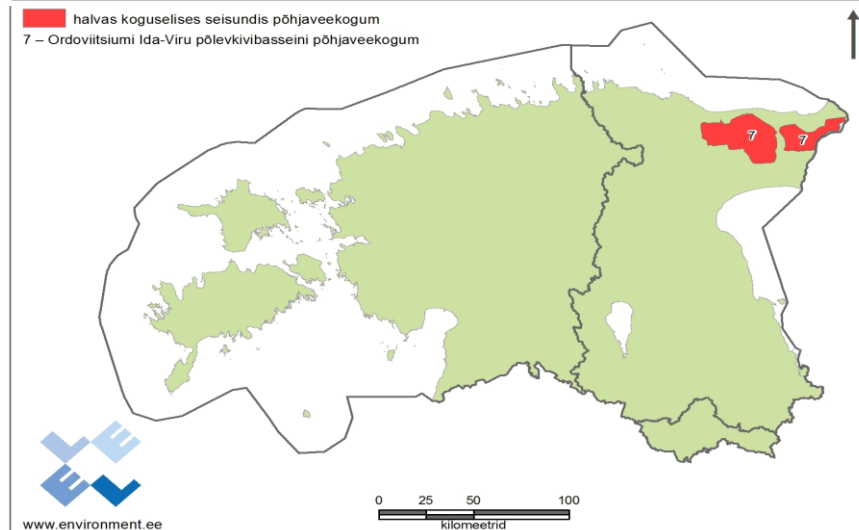 halvas koguselises seisundis põhjaveekogum
7 – Ordoviitsiumi Ida-Viru põlevkivibasseini põhjaveekogum
7
7
0 25 50 100
kilomeetrid
www.environment.ee